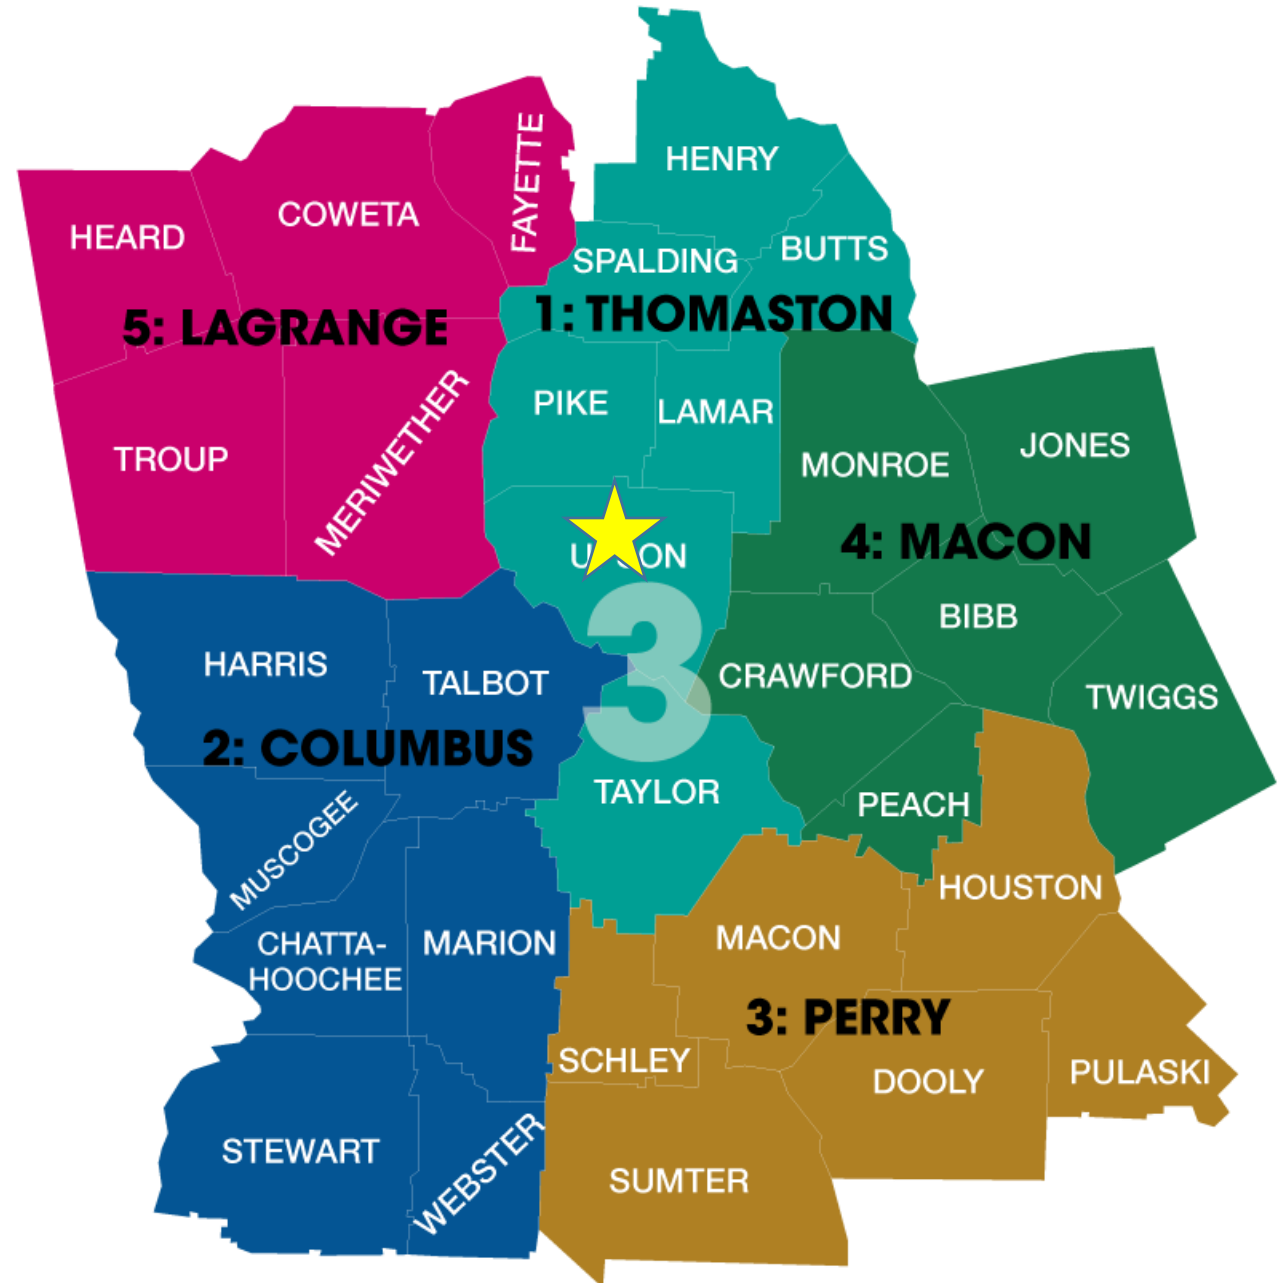 HENRY
FAYETTE
COWETA
HEARD
SPALDING
BUTTS
5: LAGRANGE
1: THOMASTON
PIKE
LAMAR
MERIWETHER
TROUP
MONROE
JONES
4: MACON
U SON
3
BIBB
HARRIS
TALBOT
CRAWFORD
TWIGGS
2: COLUMBUS
TAYLOR
PEACH
MUSCOGEE
HOUSTON
CHATTA-
HOOCHEE
MARION
MACON
3: PERRY
SCHLEY
DOOLY
PULASKI
STEWART
WEBSTER
SUMTER